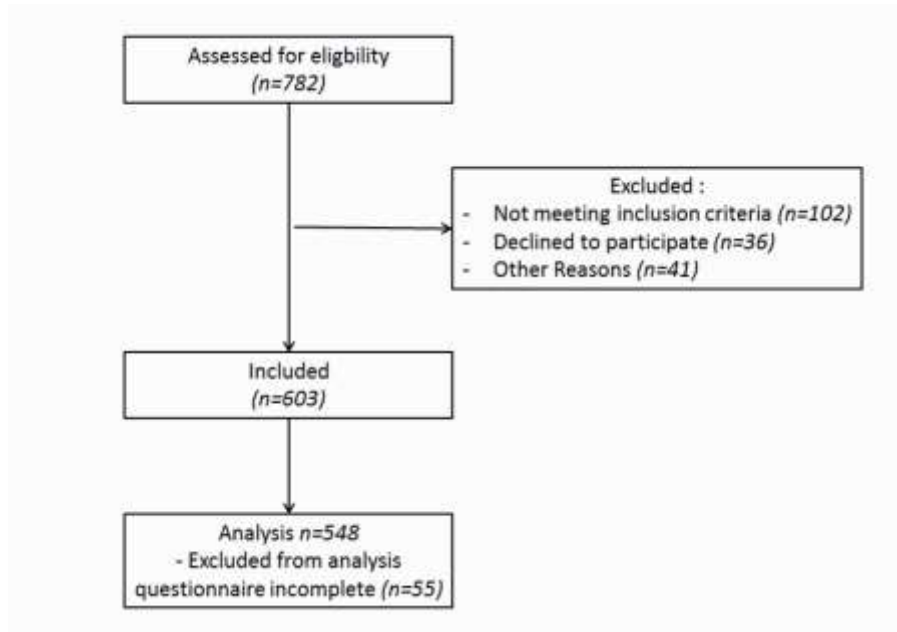 Assessed for eligbility
(n=782)
Excluded :
- Not meeting inclusion criteria (n=102)
- Declined to participate (n=36)
- Other Reasons (n=41)
Included
(n=603)
Analysis n=548
- Excluded from analysis
questionnaire incomplete (n=55)